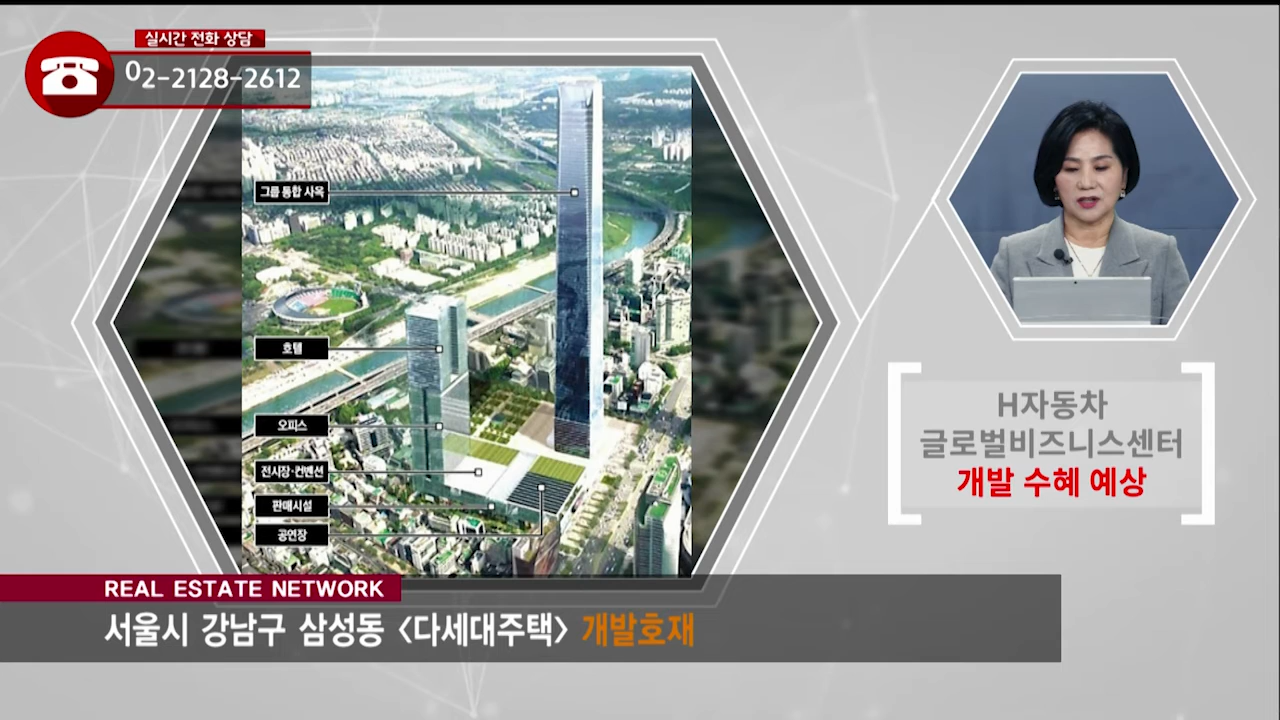 실시간 전화 상담
02-2128-2612
그룹 통합 사옥
호텔
오피스
전시장·컨벤션
판매시설
공연장
H자동차
글로벌비즈니스센터
개발 수혜 예상
REAL ESTATE NETWORK
서울시 강남구 삼성동 <다세대주택> 개발호재